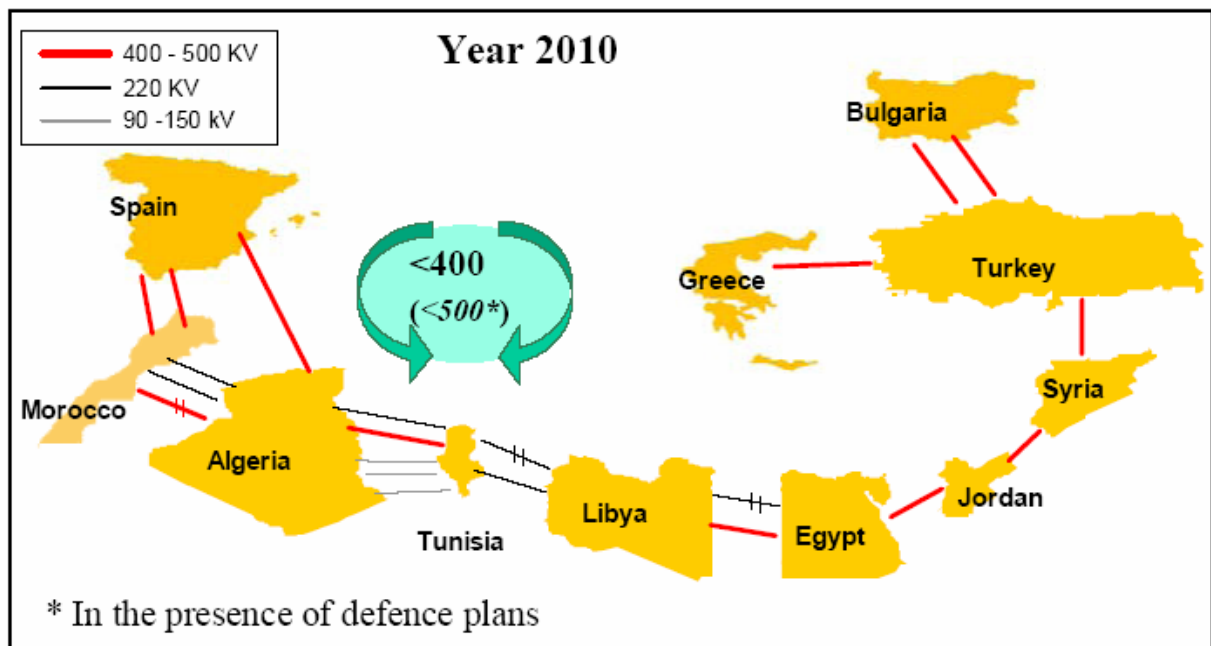 400 - 500 KV
220 KV
90 -150 kV
Year 2010
Bulgaria
Spain
<400
(<500*)
Greece
Turkey
Morocco
Syria
Algeria
Jordan
Libya
Egypt
Tunisia
* In the presence of defence plans